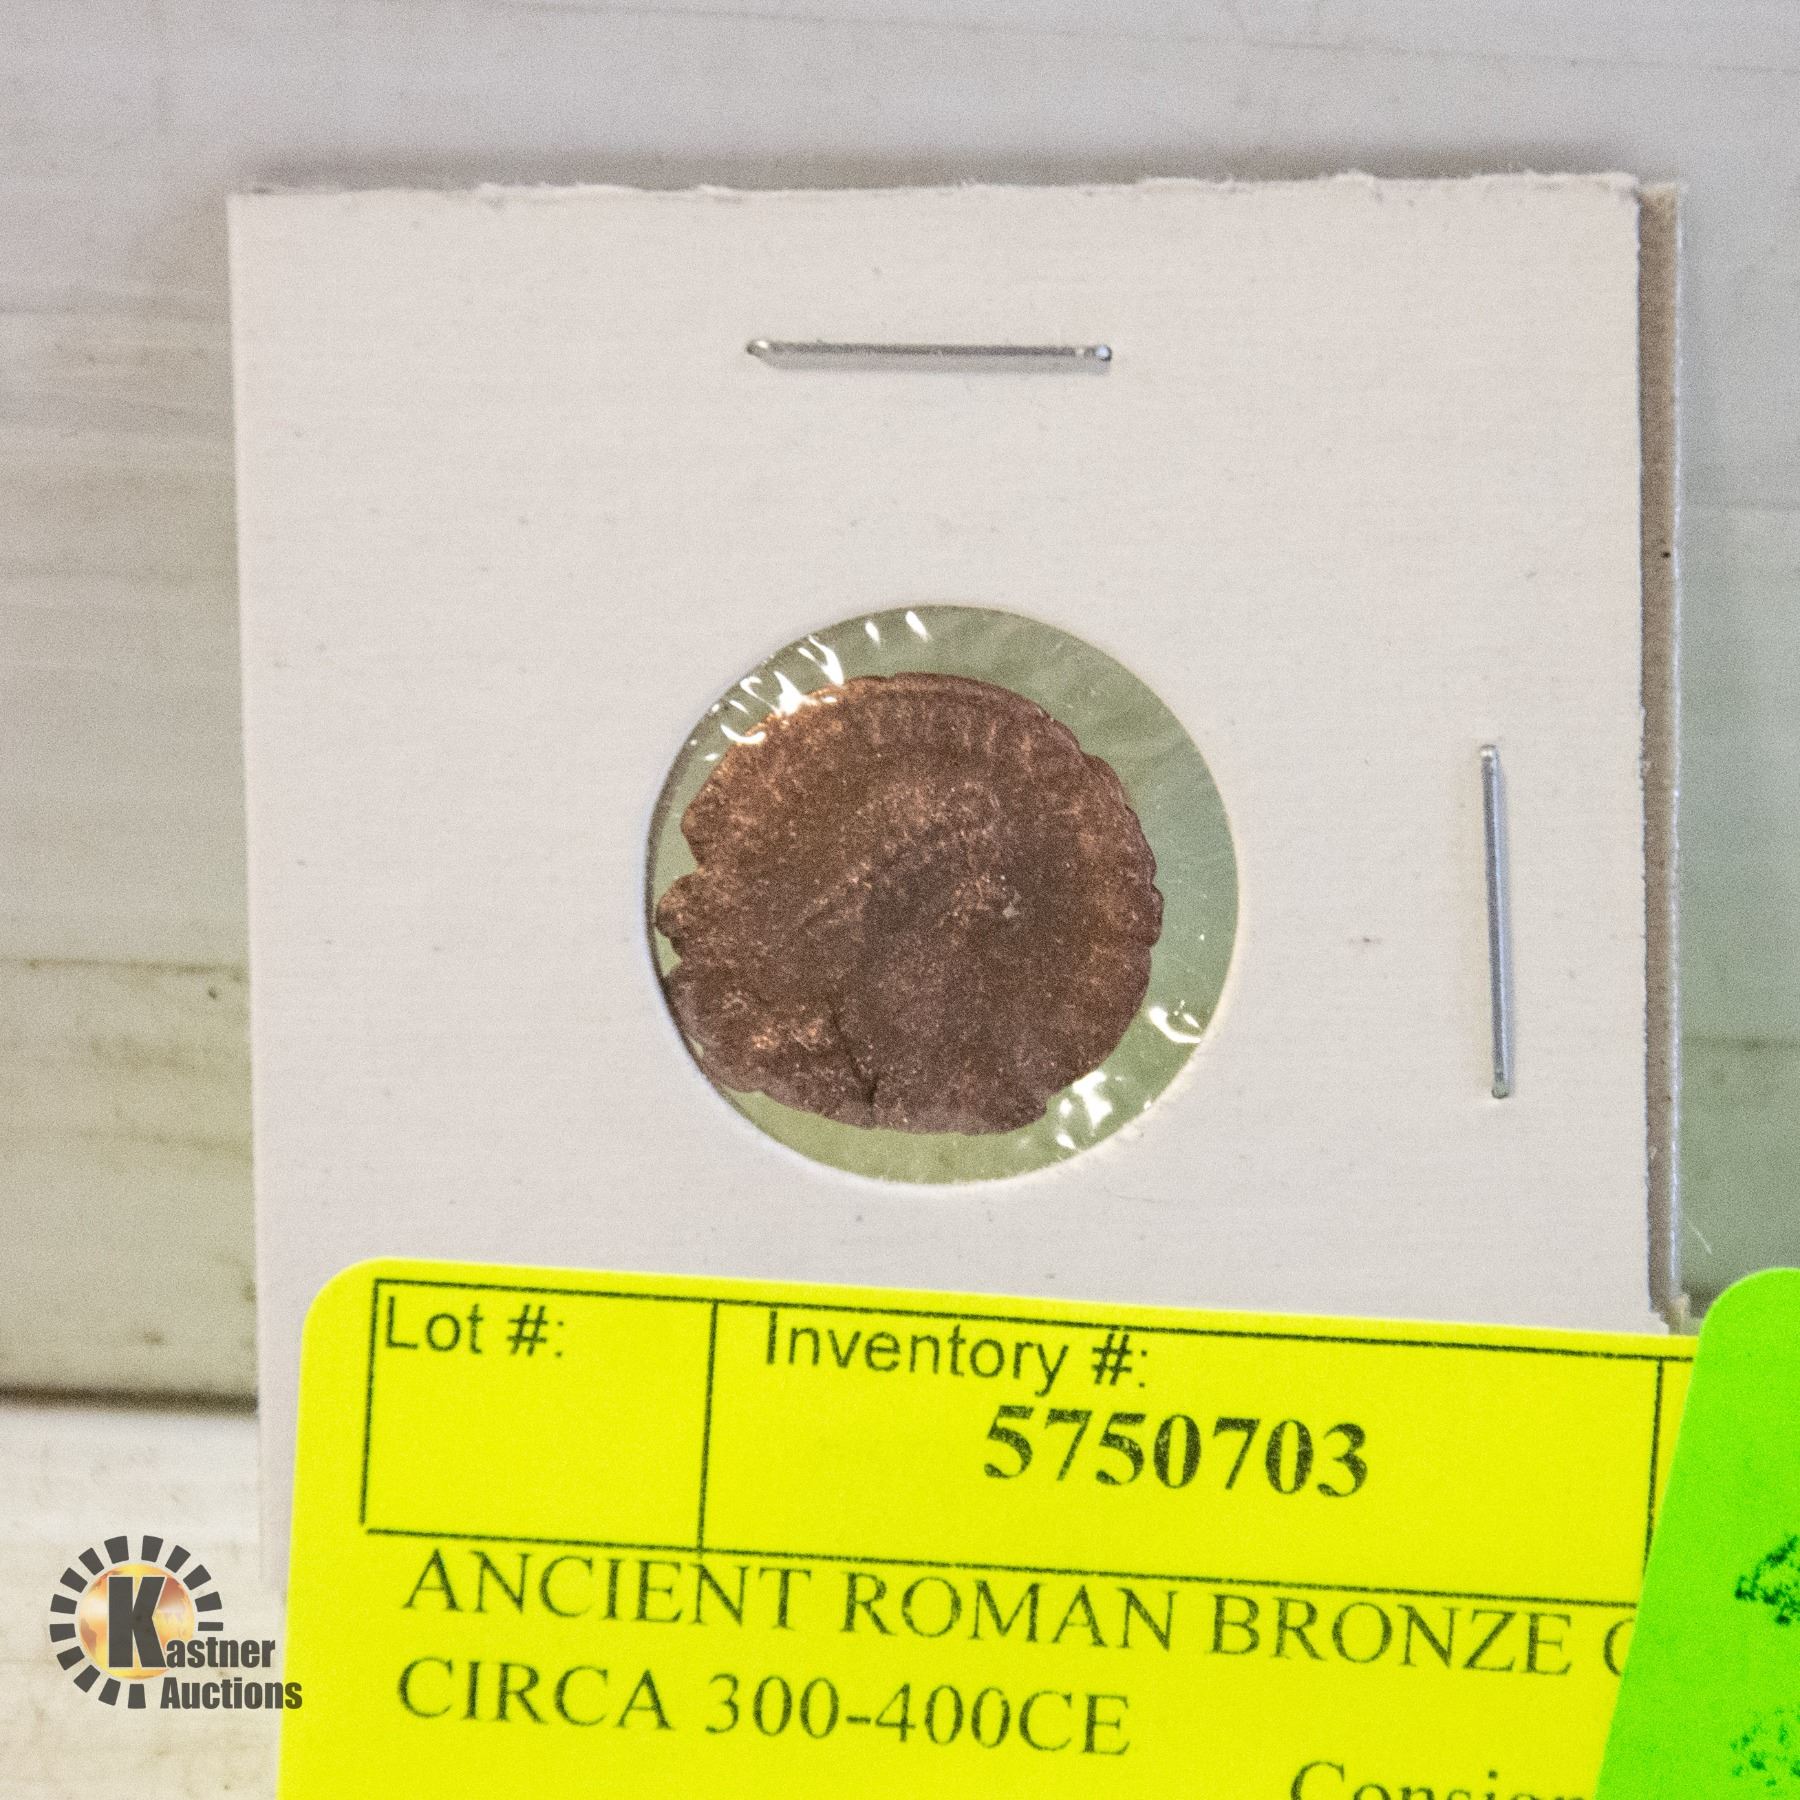 Lot #:
Inventory #:
5750703
ANCIENT ROMAN BRONZE
CIRCA 300-400CE
Kastner
Auctions